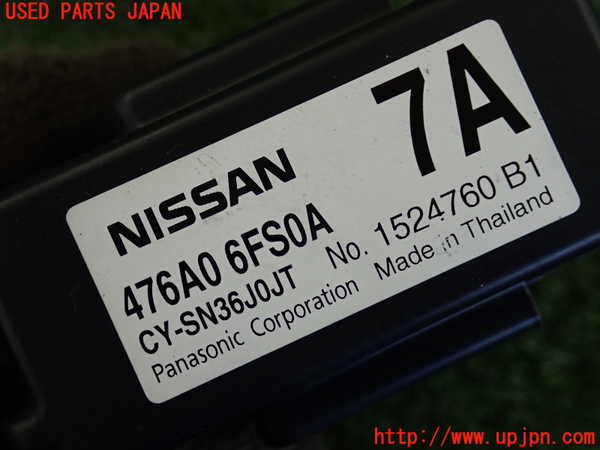 USED PARTS JAPAN
NISSAN
7A
476A0 6FS0A
No. 1524760 B1
CY-SN36J0JT
Made in Thailand
Panasonic Corporation
UPJ
http://www.upjpn.com/